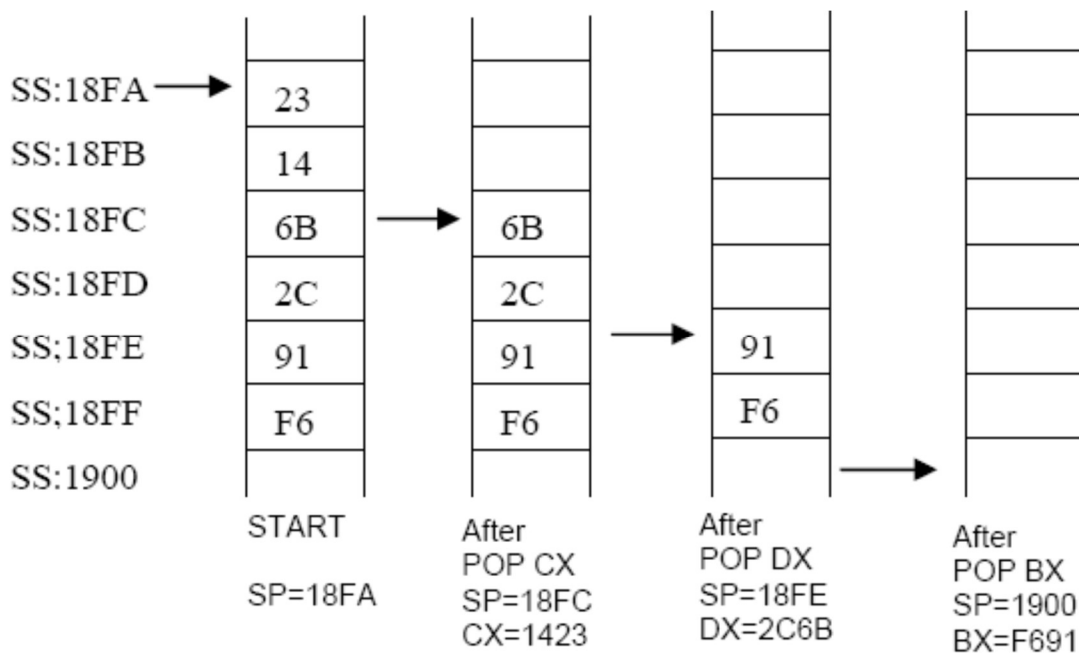 SS:18FA
23
SS:18FB
14
SS:18FC
6B
6B
SS:18FD
2C
2C
SS;18FE
91
91
91
SS;18FF
F6
F6
F6
SS:1900
START
SP=18FA
After
POP CX
SP=18FC
CX=1423
After
POP DX
SP=18FE
DX=2C6B
After
POP BX
SP=1900
BX=F691